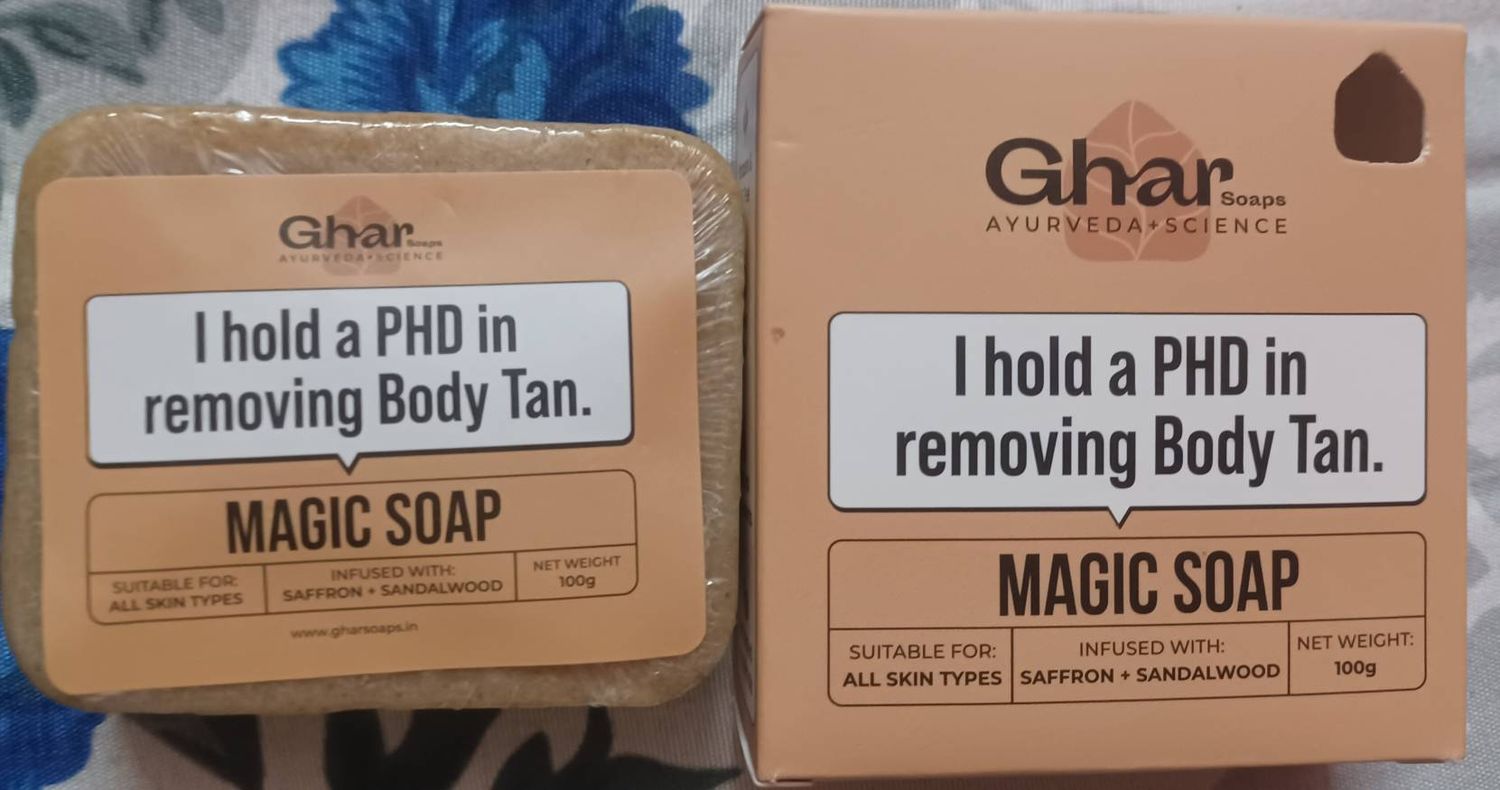 Ghar
Soaps
AYURVEDA+SCIENCE
I hold a PHD in
removing Body Tan.
MAGIC SOAP
SUITABLE FOR:
ALL SKIN TYPES
INFUSED WITH:
SAFFRON + SANDALWOOD
NET WEIGHT
100g
www.gharsoaps.in
Ghar
Soaps
AYURVEDA+SCIENCE
I hold a PHD in
removing Body Tan.
MAGIC SOAP
SUITABLE FOR:
ALL SKIN TYPES
INFUSED WITH:
SAFFRON + SANDALWOOD
NET WEIGHT:
100g